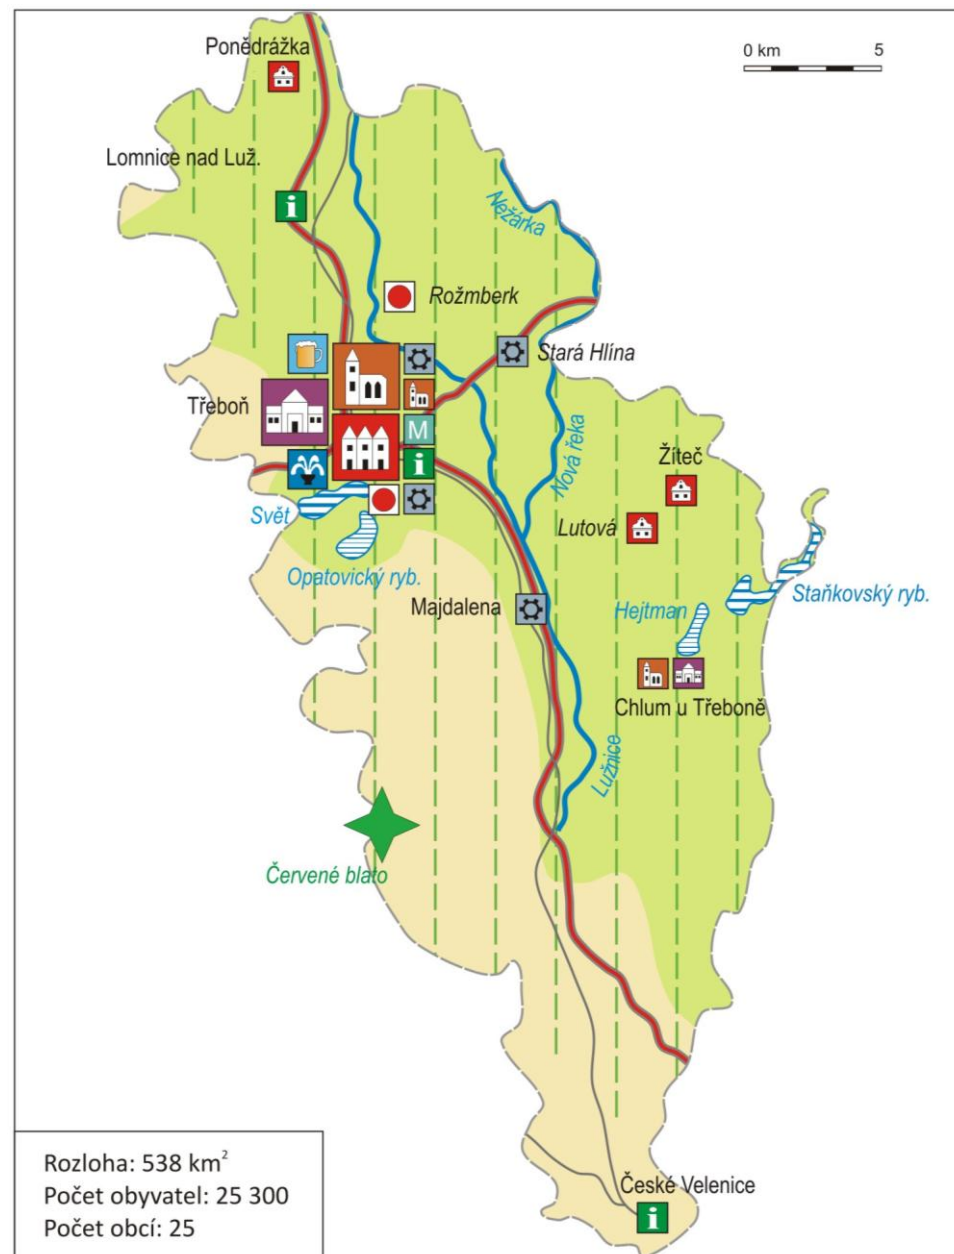 Ponědrážka
0 km 5
Lomnice nad Luž.
i
Nežárka
Rožmberk
Stará Hlína
Třeboň
M
i
Nová řeka
Žíteč
Svět
Lutová
Opatovický ryb.
Majdalena
Hejtman
Staňkovský ryb.
Chlum u Třeboně
Lužnice
Červené blato
České Velenice
i
Rozloha: 538 km²
Počet obyvatel: 25 300
Počet obcí: 25